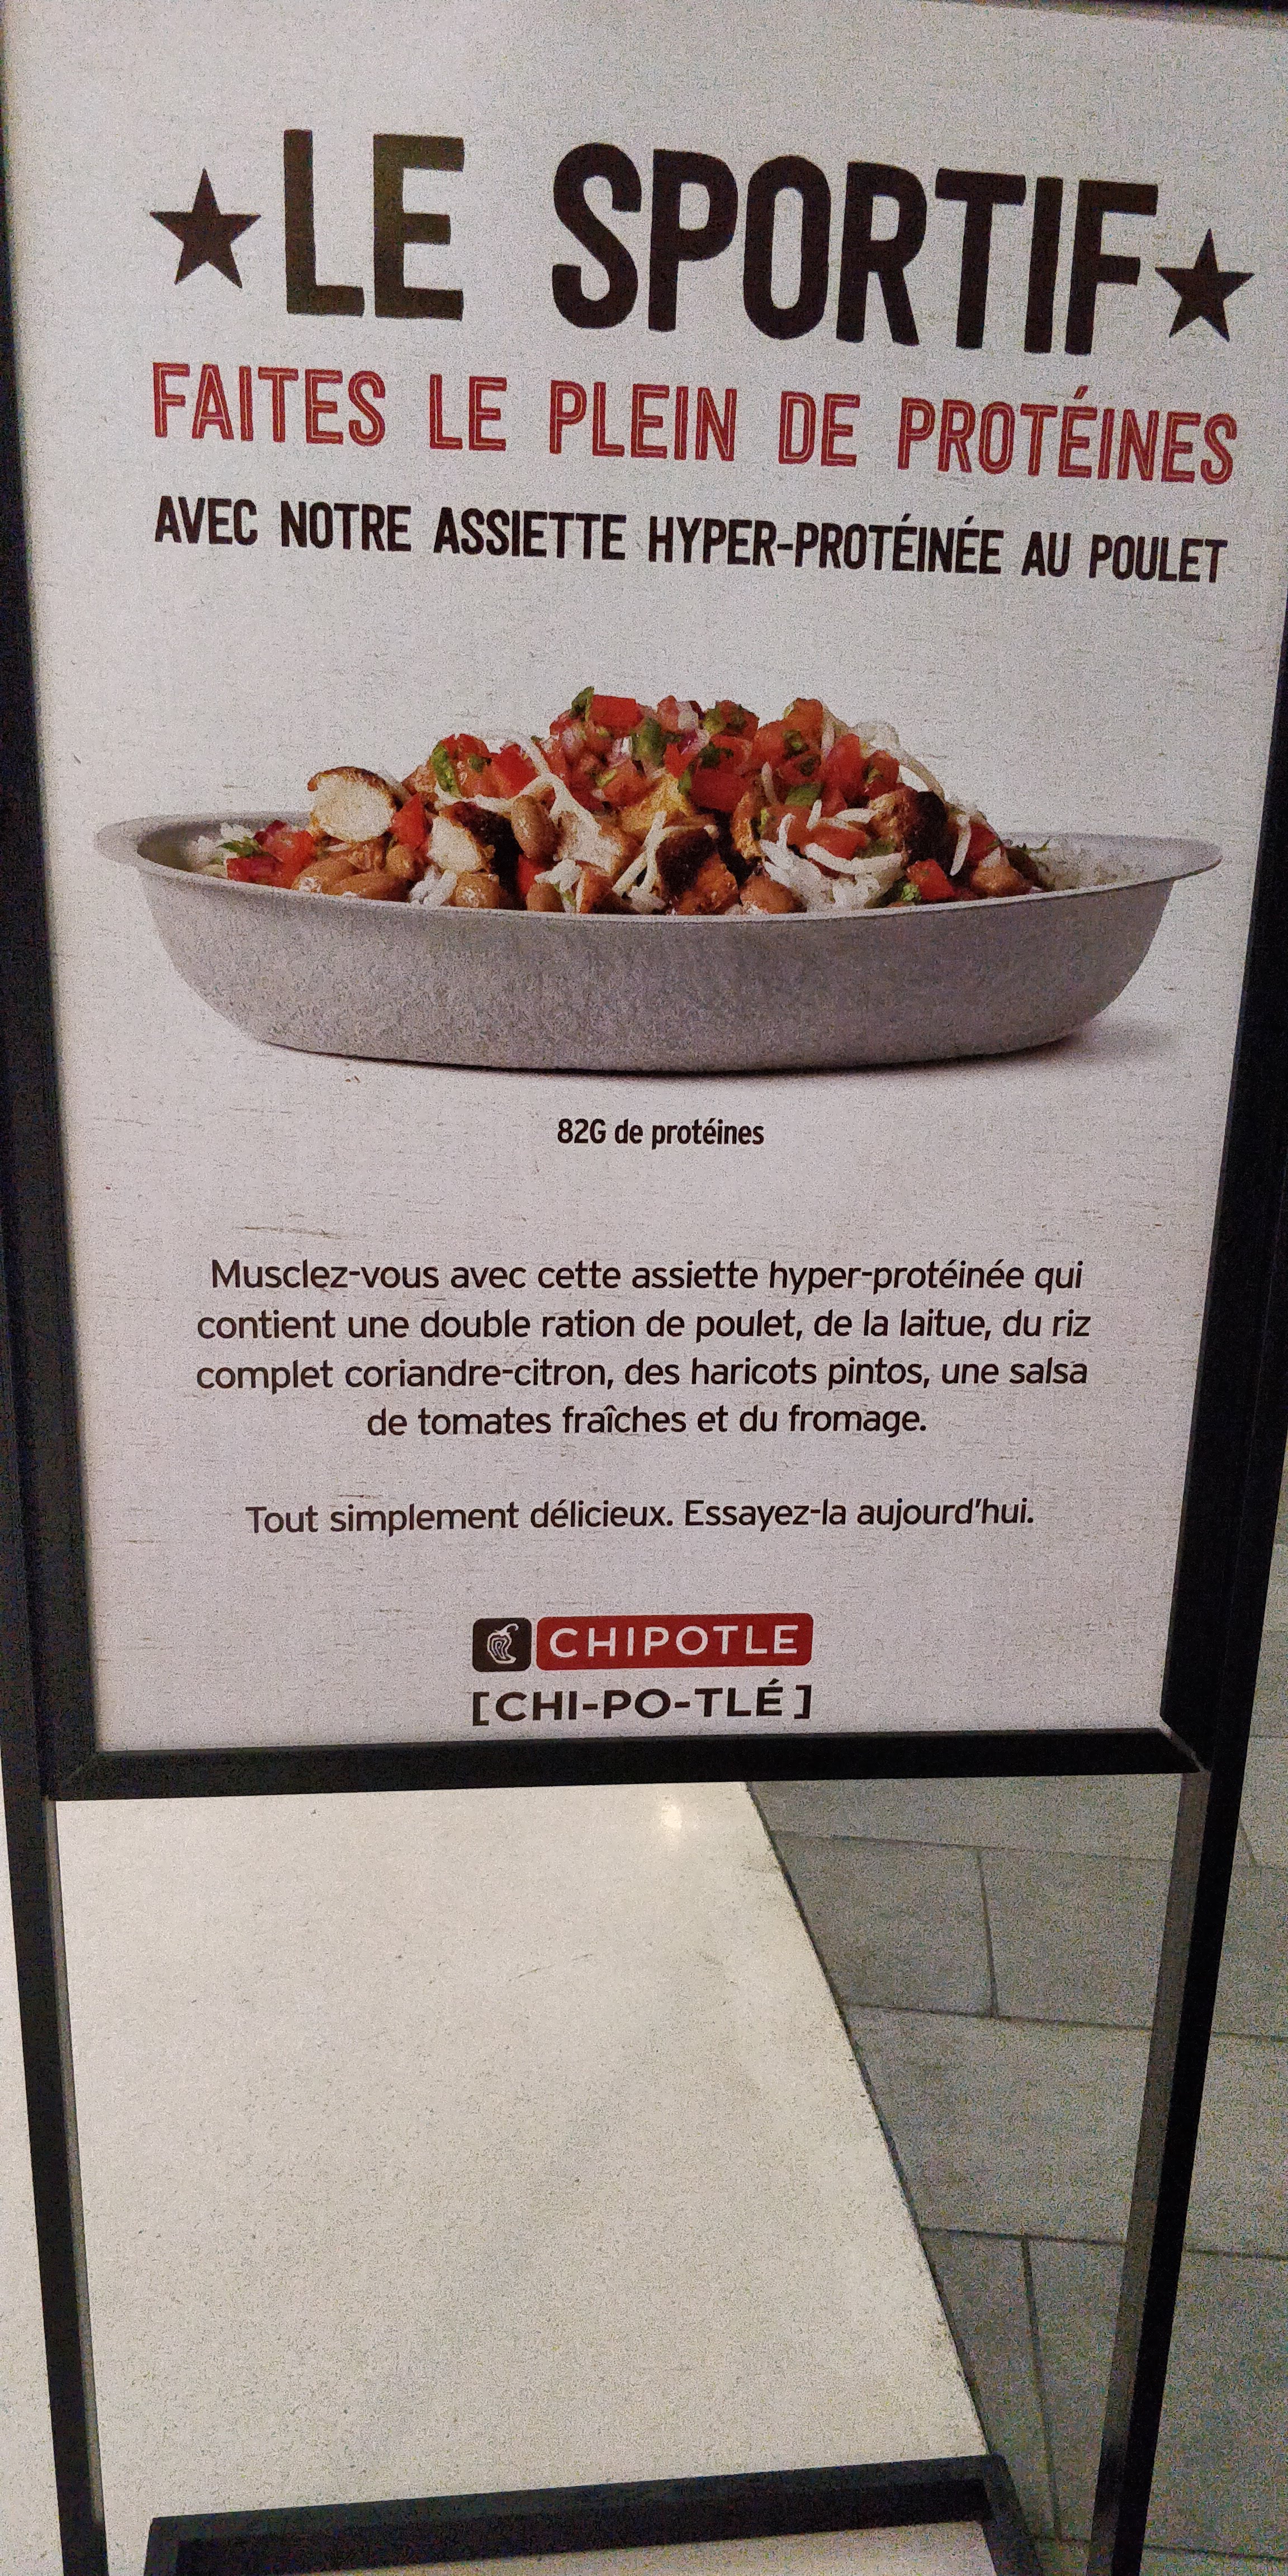 ★LE SPORTIF★
FAITES LE PLEIN DE PROTÉINES
AVEC NOTRE ASSIETTE HYPER-PROTÉINÉE AU POULET
82G de protéines
Musclez-vous avec cette assiette hyper-protéinée qui
contient une double ration de poulet, de la laitue, du riz
complet coriandre-citron, des haricots pintos, une salsa
de tomates fraîches et du fromage.
Tout simplement délicieux. Essayez-la aujourd'hui.
CHIPOTLE
[CHI-PO-TLÉ]